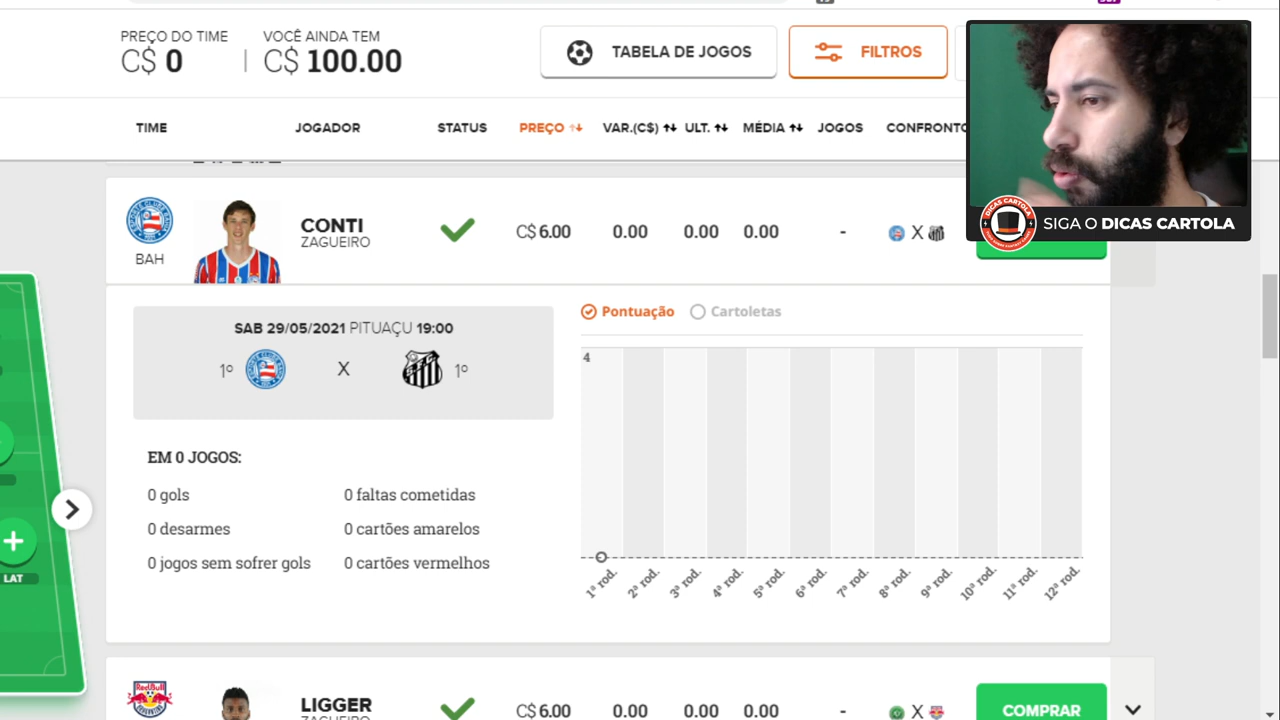 PREÇO DO TIME
C$ 0
VOCÊ AINDA TEM
C$ 100.00
TABELA DE JOGOS
FILTROS
TIME JOGADOR STATUS PREÇO VAR.(C$) ULT. MÉDIA JOGOS CONFRONTO
BAH
CONTI
ZAGUEIRO
C$ 6.00 0.00 0.00 0.00 - X
DICAS CARTOLA
SIGA O DICAS CARTOLA
SAB 29/05/2021 PITUAÇU 19:00
1º X 1º
EM 0 JOGOS:
0 gols
0 faltas cometidas
0 desarmes
0 cartões amarelos
0 jogos sem sofrer gols
0 cartões vermelhos
Pontuação
Cartoletas
4
1ª rod. 2ª rod. 3ª rod. 4ª rod. 5ª rod. 6ª rod. 7ª rod. 8ª rod. 9ª rod. 10ª rod. 11ª rod. 12ª rod.
LAT
RedBull
LIGGER
ZAGUEIRO
C$ 6.00 0.00 0.00 0.00 - X
COMPRAR